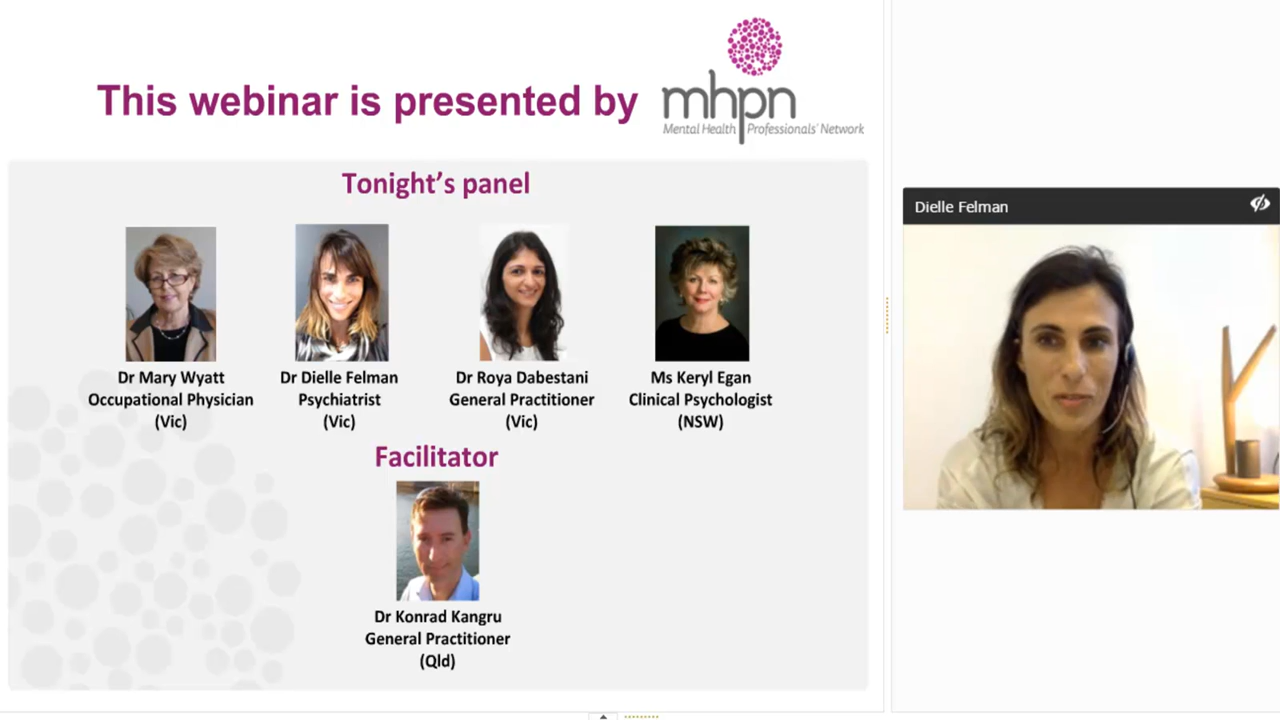 This webinar is presented by
mhpn
Mental Health Professionals' Network
Tonight's panel
Dr Mary Wyatt
Occupational Physician
(Vic)
Dr Dielle Felman
Psychiatrist
(Vic)
Dr Roya Dabestani
General Practitioner
(Vic)
Ms Keryl Egan
Clinical Psychologist
(NSW)
Facilitator
Dr Konrad Kangru
General Practitioner
(Qld)
Dielle Felman